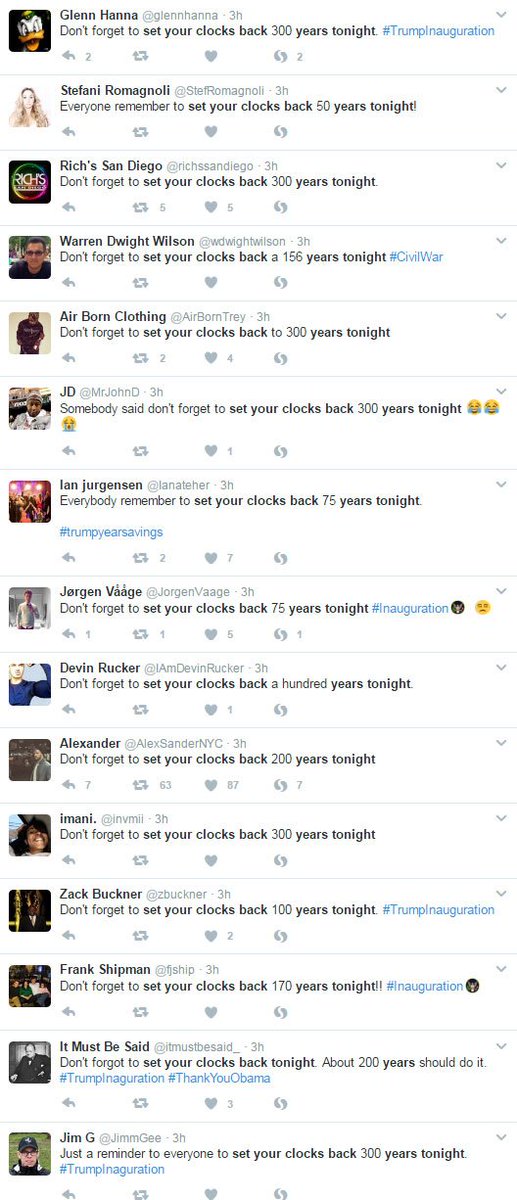 Glenn Hanna @glennhanna · 3h
Don't forget to set your clocks back 300 years tonight. #TrumpInauguration
2 2
Stefani Romagnoli @StefRomagnoli · 3h
Everyone remember to set your clocks back 50 years tonight!
RICH'S
SAN DIEGO
Rich's San Diego @richssandiego · 3h
Don't forget to set your clocks back 300 years tonight.
5 5
Warren Dwight Wilson @wdwightwilson · 3h
Don't forget to set your clocks back a 156 years tonight #CivilWar
Air Born Clothing @AirBornTrey · 3h
Don't forget to set your clocks back to 300 years tonight
2 4
JD @MrJohnD · 3h
Somebody said don't forget to set your clocks back 300 years tonight 😂😂
😭
1
Ian jurgensen @Ianateher · 3h
Everybody remember to set your clocks back 75 years tonight.
#trumpyearsavings
2 7
Jørgen Vååge @JorgenVaage · 3h
Don't forget to set your clocks back 75 years tonight #Inauguration 😒
1 1 5 1
Devin Rucker @IAmDevinRucker · 3h
Don't forget to set your clocks back a hundred years tonight.
1
Alexander @AlexSanderNYC · 3h
Don't forget to set your clocks back 200 years tonight
7 63 87 7
imani. @invmii · 3h
Don't forget to set your clocks back 300 years tonight
Zack Buckner @zbuckner · 3h
Don't forget to set your clocks back 100 years tonight. #TrumpInauguration
2
Frank Shipman @fjship · 3h
Don't forget to set your clocks back 170 years tonight!! #Inauguration
It Must Be Said @itmustbesaid_ · 3h
Don't forgot to set your clocks back tonight. About 200 years should do it.
#TrumpInaguration #ThankYouObama
3
Jim G @JimmGee · 3h
Just a reminder to everyone to set your clocks back 300 years tonight.
#TrumpInaguration